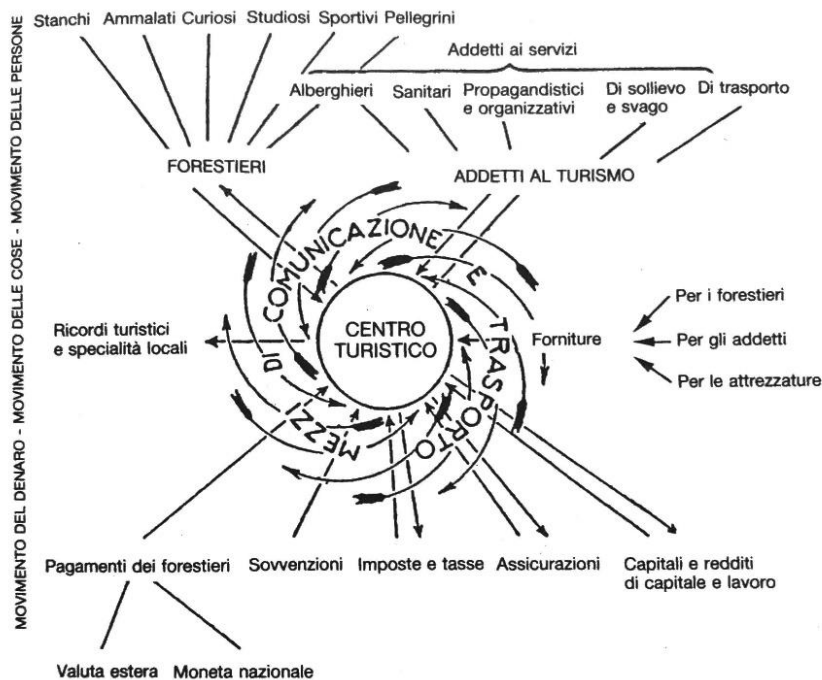 Stanchi Ammalati Curiosi Studiosi Sportivi Pellegrini
Addetti ai servizi
Alberghieri Sanitari Propagandistici e organizzativi Di sollievo e svago Di trasporto
FORESTIERI
ADDETTI AL TURISMO
MEZZI DI COMUNICAZIONE E TRASPORTO
CENTRO
TURISTICO
Ricordi turistici
e specialità locali
Forniture
Per i forestieri
Per gli addetti
Per le attrezzature
Pagamenti dei forestieri Sovvenzioni Imposte e tasse Assicurazioni Capitali e redditi
di capitale e lavoro
Valuta estera Moneta nazionale
MOVIMENTO DEL DENARO - MOVIMENTO DELLE COSE - MOVIMENTO DELLE PERSONE